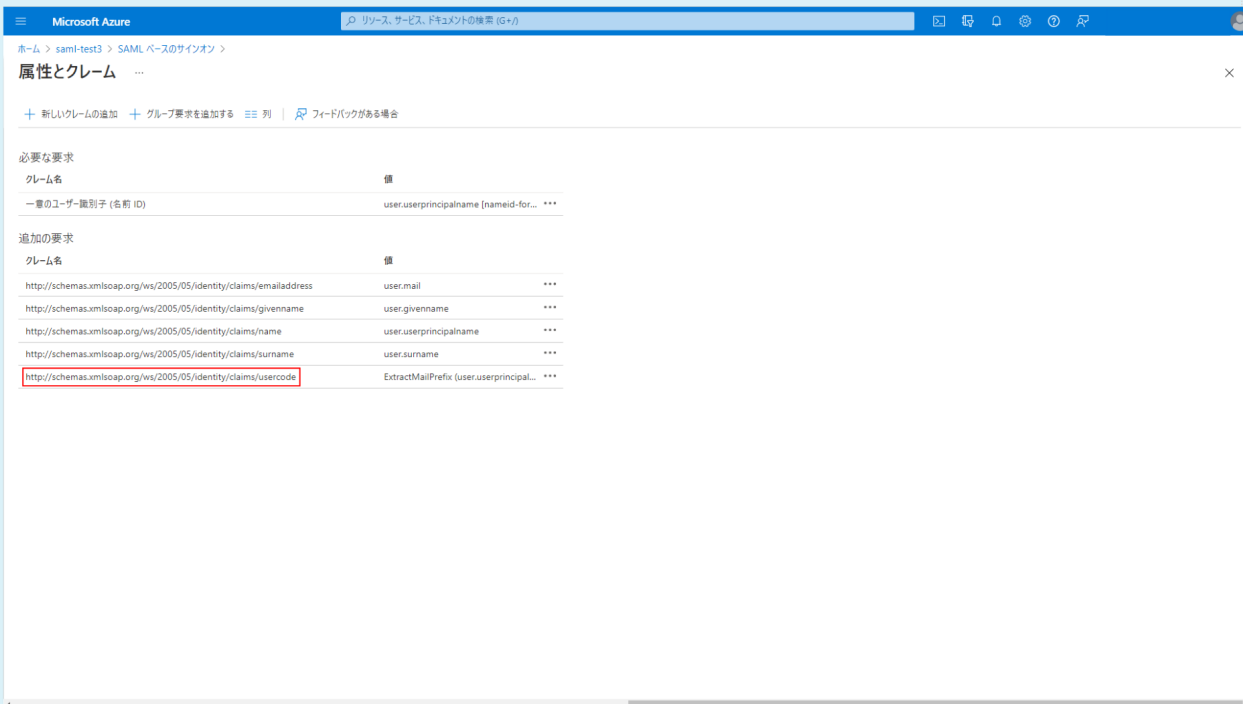 Microsoft Azure
リソース、サービス、ドキュメントの検索 (G+/)
ホーム > saml-test3 > SAML ベースのサインオン >
属性とクレーム ...
+ 新しいクレームの追加 + グループ要求を追加する 列 | フィードバックがある場合
必要な要求
クレーム名 値
一意のユーザー識別子 (名前 ID) user.userprincipalname [nameid-for... •••
追加の要求
クレーム名 値
http://schemas.xmlsoap.org/ws/2005/05/identity/claims/emailaddress user.mail •••
http://schemas.xmlsoap.org/ws/2005/05/identity/claims/givenname user.givenname •••
http://schemas.xmlsoap.org/ws/2005/05/identity/claims/name user.userprincipalname •••
http://schemas.xmlsoap.org/ws/2005/05/identity/claims/surname user.surname •••
http://schemas.xmlsoap.org/ws/2005/05/identity/claims/usercode ExtractMailPrefix (user.userprincipal... •••